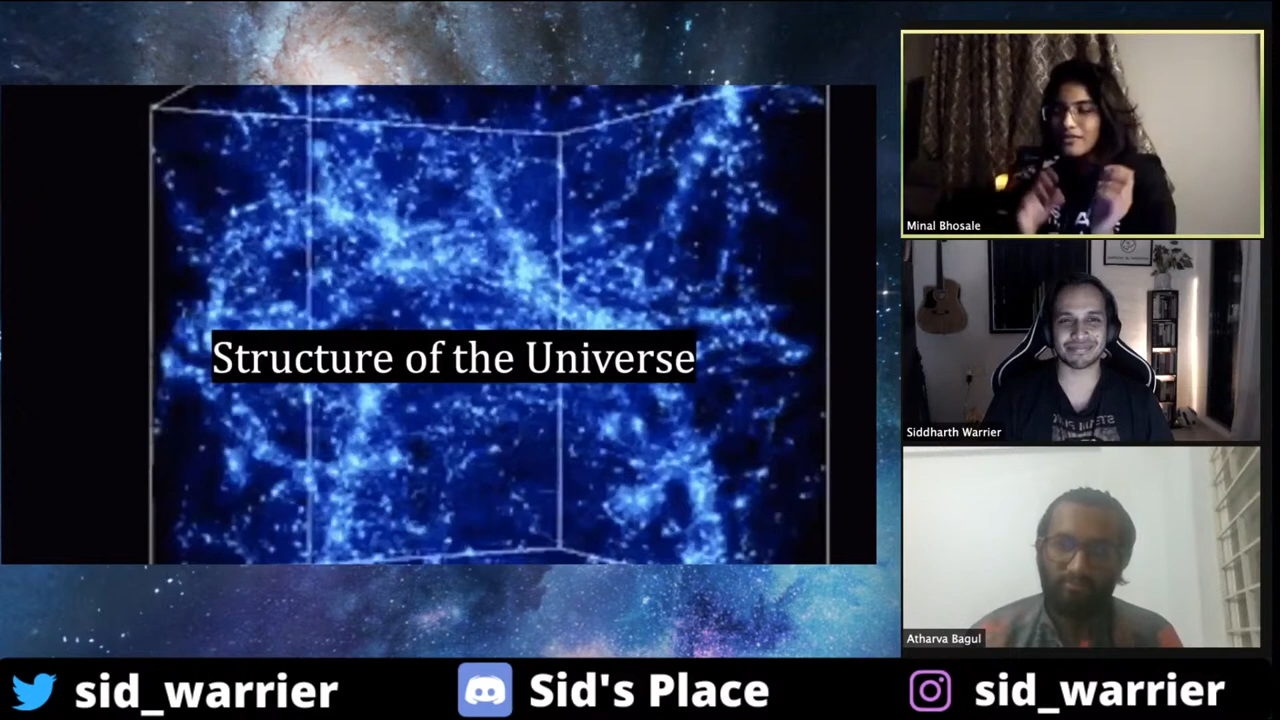 Structure of the Universe
Minal Bhosale
Siddharth Warrier
Atharva Bagul
sid_warrier
Sid's Place
sid_warrier